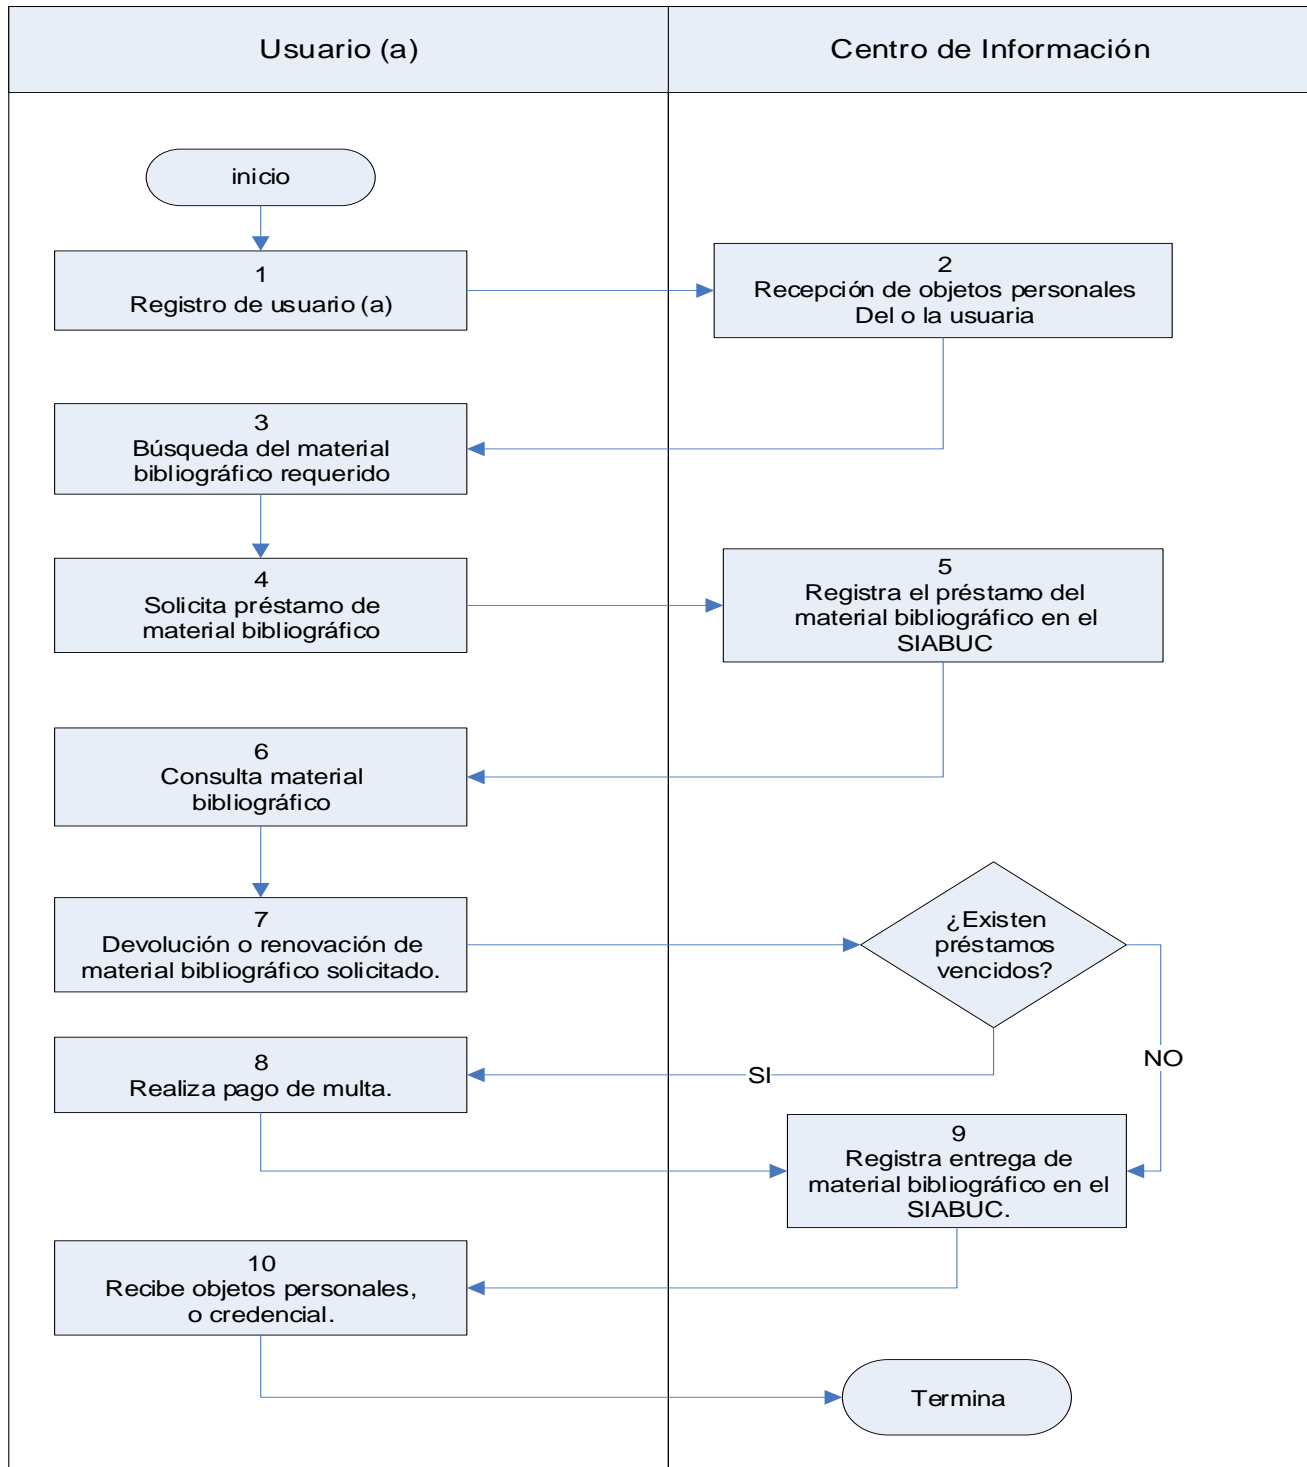 Usuario (a)
Centro de Información
inicio
1
Registro de usuario (a)
2
Recepción de objetos personales
Del o la usuaria
3
Búsqueda del material
bibliográfico requerido
4
Solicita préstamo de
material bibliográfico
5
Registra el préstamo del
material bibliográfico en el
SIABUC
6
Consulta material
bibliográfico
7
Devolución o renovación de
material bibliográfico solicitado.
¿Existen
préstamos
vencidos?
SI
NO
8
Realiza pago de multa.
9
Registra entrega de
material bibliográfico en el
SIABUC.
10
Recibe objetos personales,
o credencial.
Termina